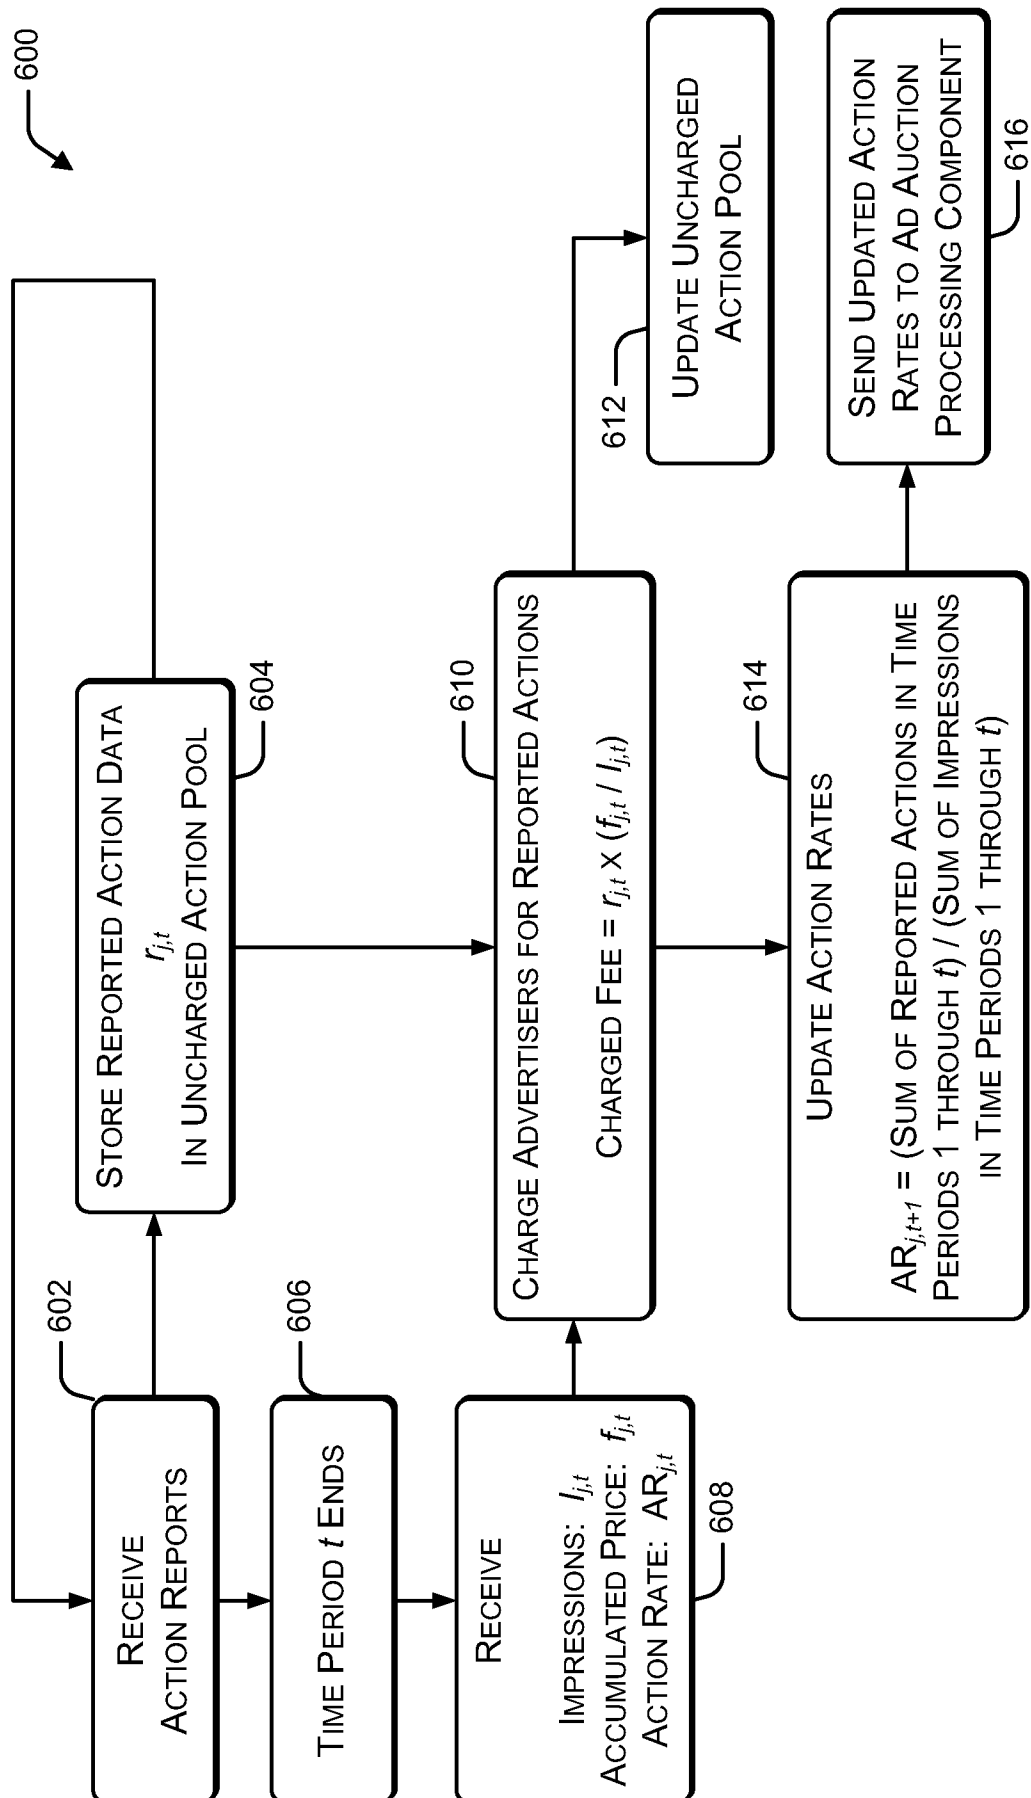 600
602
RECEIVE
ACTION REPORTS
STORE REPORTED ACTION DATA
r_{j,t}
IN UNCHARGED ACTION POOL
604
606
TIME PERIOD t ENDS
RECEIVE
IMPRESSIONS: I_{j,t}
ACCUMULATED PRICE: f_{j,t}
ACTION RATE: AR_{j,t}
608
CHARGE ADVERTISERS FOR REPORTED ACTIONS
CHARGED FEE = r_{j,t} X (f_{j,t} / I_{j,t})
610
612
UPDATE UNCHARGED
ACTION POOL
614
UPDATE ACTION RATES
AR_{j,t+1} = (SUM OF REPORTED ACTIONS IN TIME
PERIODS 1 THROUGH t) / (SUM OF IMPRESSIONS
IN TIME PERIODS 1 THROUGH t)
SEND UPDATED ACTION
RATES TO AD AUCTION
PROCESSING COMPONENT
616